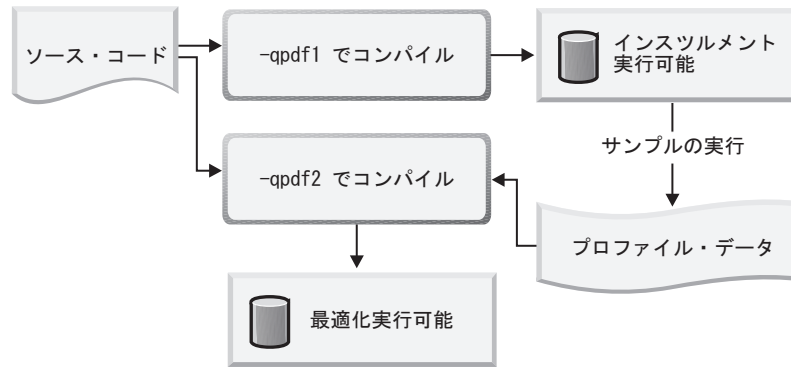 ソース・コード
-qpdf1 でコンパイル
インスツルメント
実行可能
サンプルの実行
-qpdf2 でコンパイル
プロファイル・データ
最適化実行可能